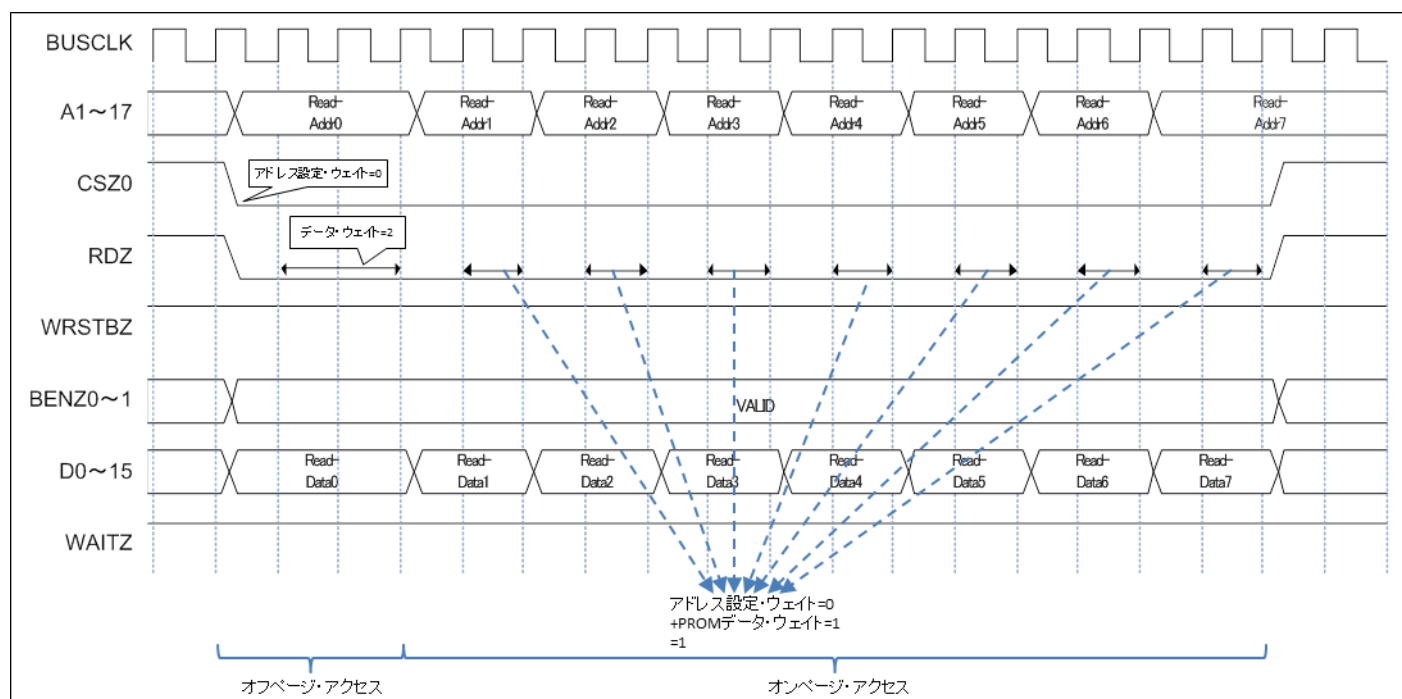 BUSCLK
A1～17
Read-
Addr0
Read-
Addr1
Read-
Addr2
Read-
Addr3
Read-
Addr4
Read-
Addr5
Read-
Addr6
Read-
Addr7
CSZ0
アドレス設定・ウェイト=0
RDZ
データ・ウェイト=2
WRSTBZ
BENZ0～1
VALID
D0～15
Read-
Data0
Read-
Data1
Read-
Data2
Read-
Data3
Read-
Data4
Read-
Data5
Read-
Data6
Read-
Data7
WAITZ
アドレス設定・ウェイト=0
+PROMデータ・ウェイト=1
=1
オフページ・アクセス
オンページ・アクセス